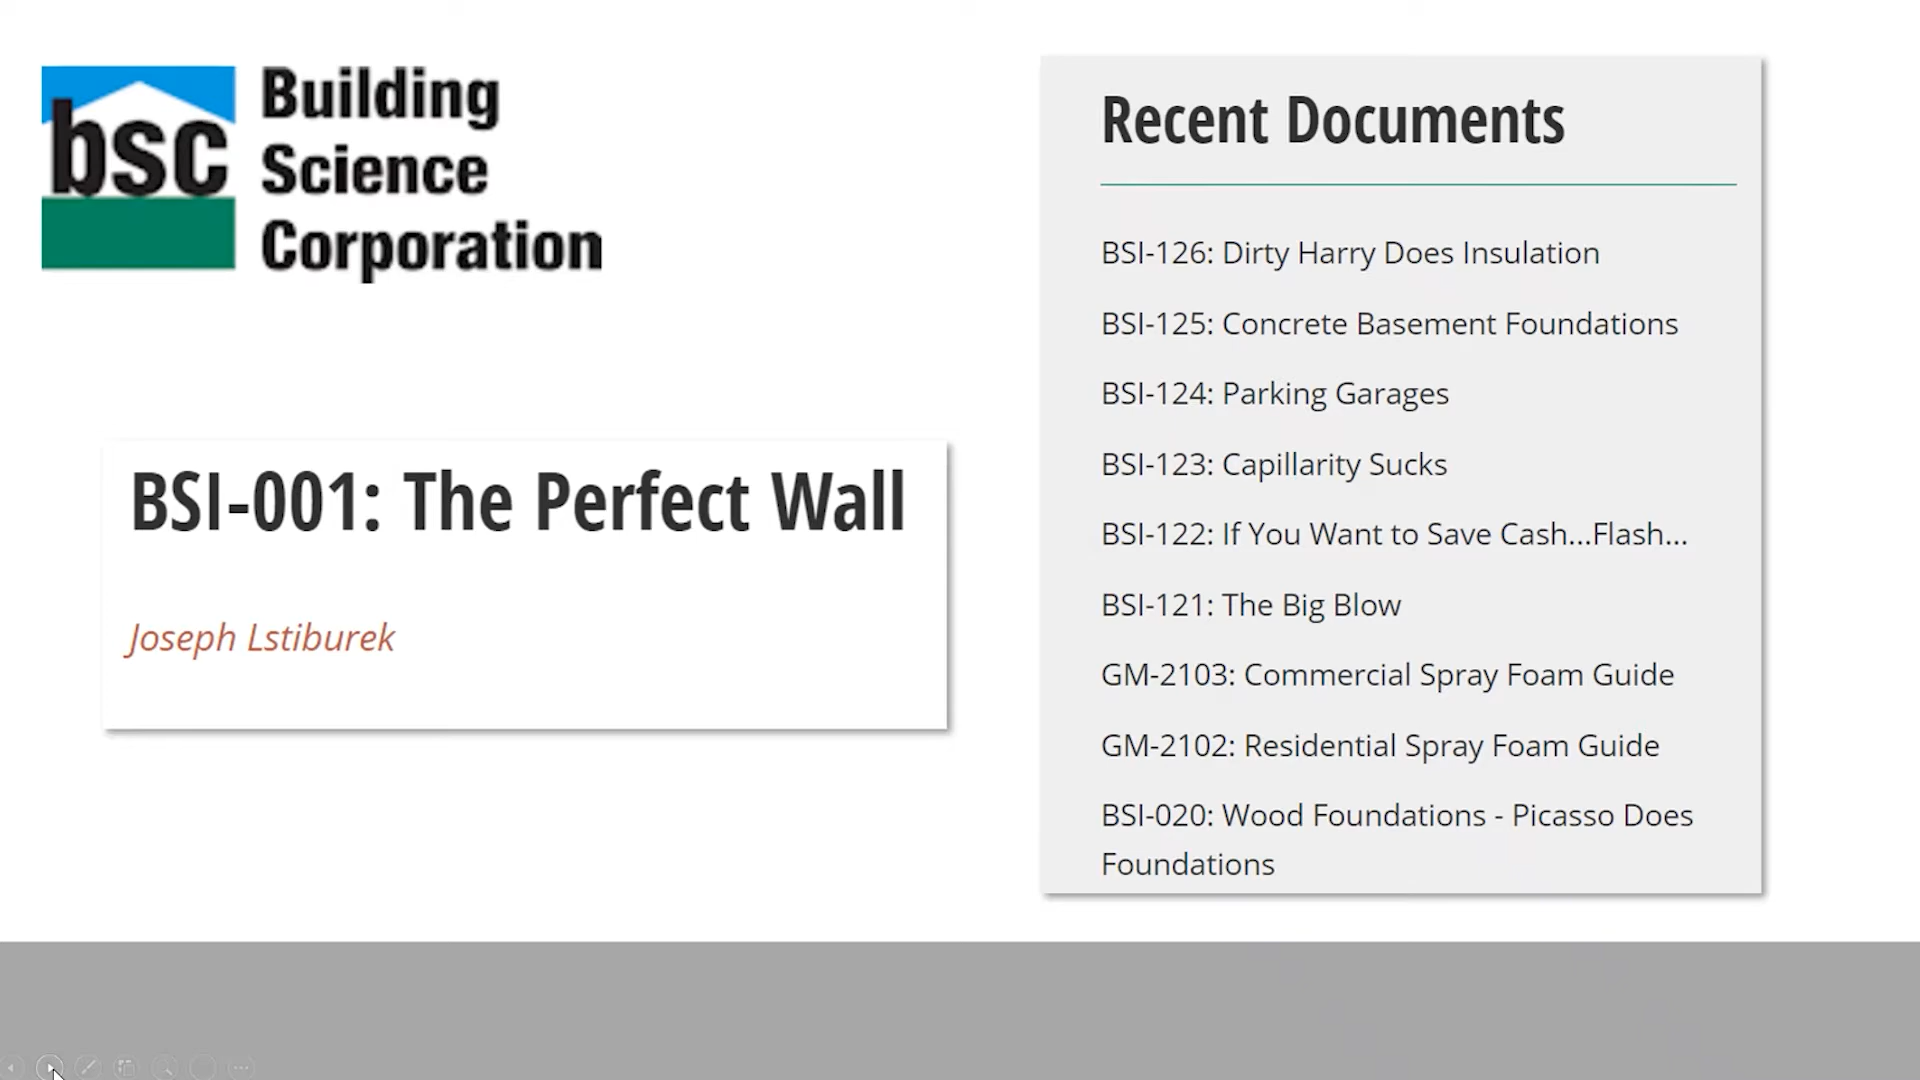 bsc
Building
Science
Corporation
BSI-001: The Perfect Wall
Joseph Lstiburek
Recent Documents
BSI-126: Dirty Harry Does Insulation
BSI-125: Concrete Basement Foundations
BSI-124: Parking Garages
BSI-123: Capillarity Sucks
BSI-122: If You Want to Save Cash...Flash...
BSI-121: The Big Blow
GM-2103: Commercial Spray Foam Guide
GM-2102: Residential Spray Foam Guide
BSI-020: Wood Foundations - Picasso Does
Foundations